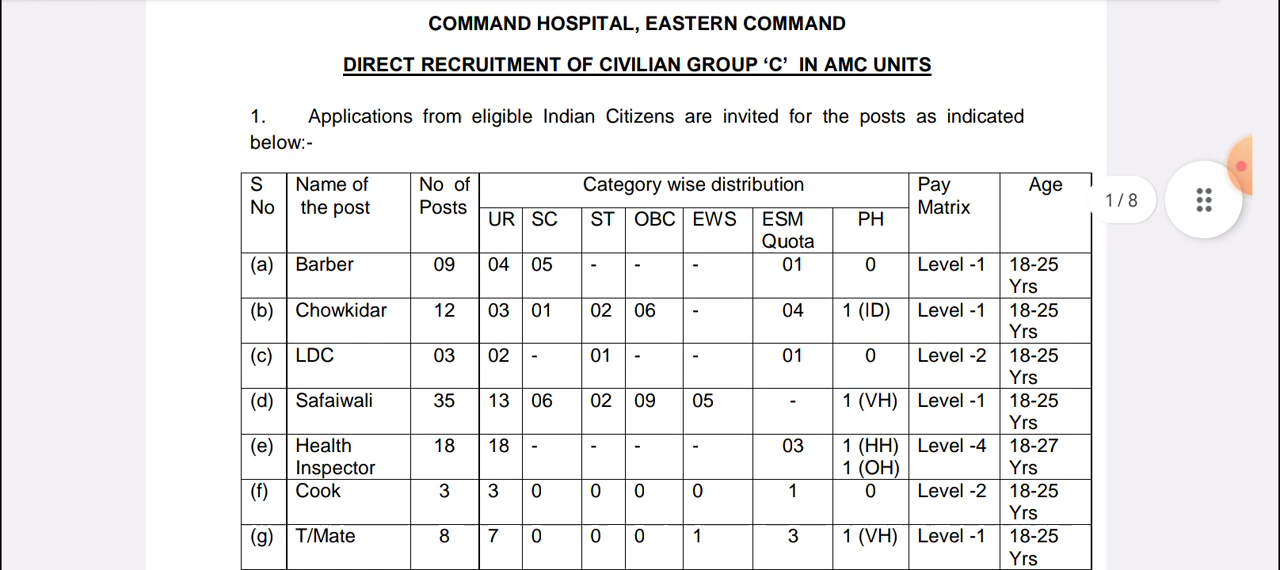 COMMAND HOSPITAL, EASTERN COMMAND
DIRECT RECRUITMENT OF CIVILIAN GROUP ‘C’ IN AMC UNITS
1. Applications from eligible Indian Citizens are invited for the posts as indicated
below:-
S No Name of the post No of Posts Category wise distribution Pay Matrix Age
UR SC ST OBC EWS ESM Quota PH
1 / 8
(a) Barber 09 04 05 - - - 01 0 Level -1 18-25 Yrs
(b) Chowkidar 12 03 01 02 06 - 04 1 (ID) Level -1 18-25 Yrs
(c) LDC 03 02 - 01 - - 01 0 Level -2 18-25 Yrs
(d) Safaiwali 35 13 06 02 09 05 - 1 (VH) Level -1 18-25 Yrs
(e) Health Inspector 18 18 - - - - 03 1 (HH) 1 (OH) Level -4 18-27 Yrs
(f) Cook 3 3 0 0 0 0 1 0 Level -2 18-25 Yrs
(g) T/Mate 8 7 0 0 0 1 3 1 (VH) Level -1 18-25 Yrs